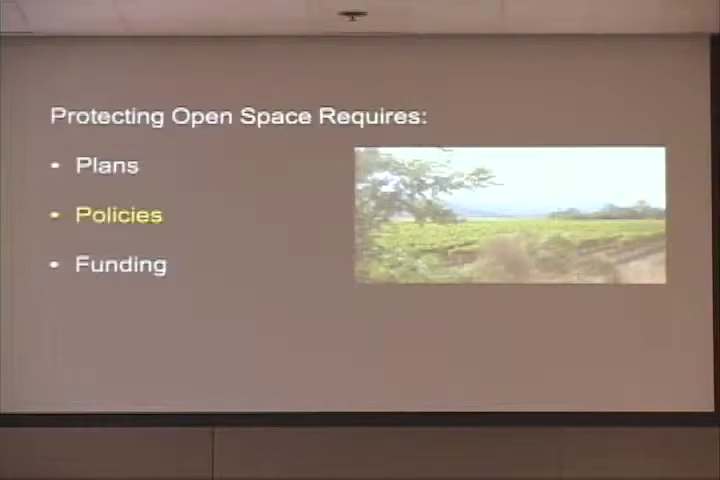 Protecting Open Space Requires:
• Plans
• Policies
• Funding